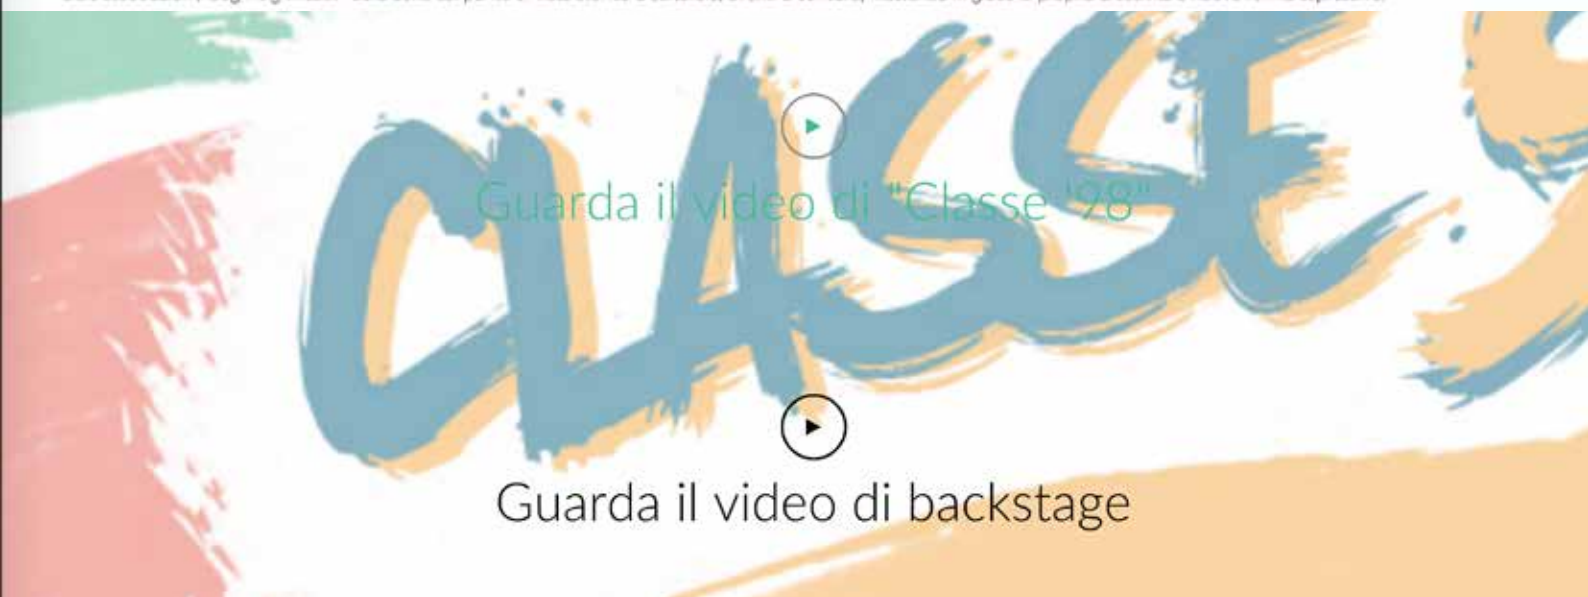 CLASSE
Guarda il video di "Classe '98"
Guarda il video di backstage